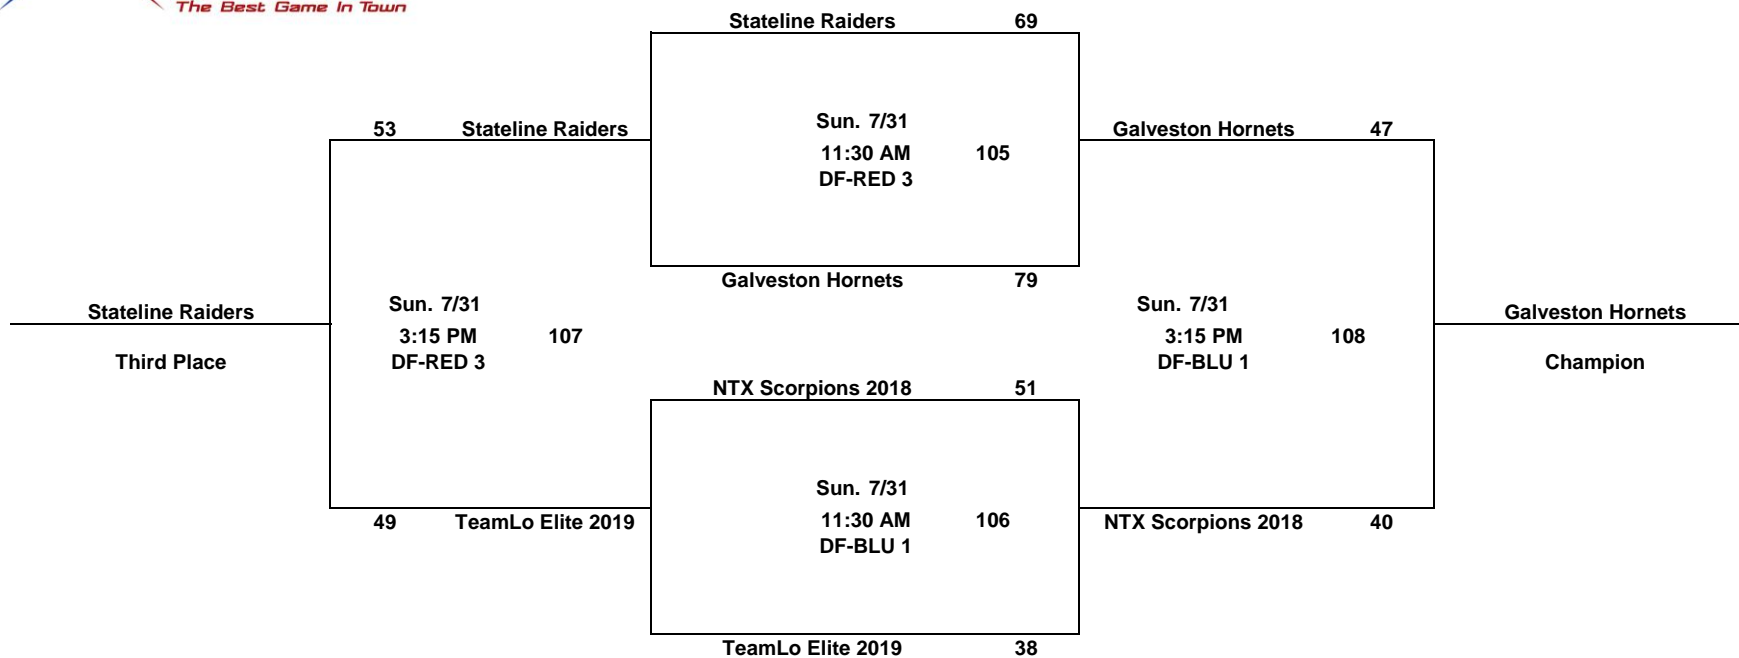 The Best Game In Town
Stateline Raiders 69
Sun. 7/31
53 Stateline Raiders
Galveston Hornets 47
11:30 AM 105
DF-RED 3
Galveston Hornets 79
Stateline Raiders
Sun. 7/31
Sun. 7/31
Galveston Hornets
3:15 PM 107
3:15 PM 108
Third Place
DF-RED 3
DF-BLU 1
Champion
NTX Scorpions 2018 51
Sun. 7/31
49 TeamLo Elite 2019
11:30 AM 106
NTX Scorpions 2018 40
DF-BLU 1
TeamLo Elite 2019 38